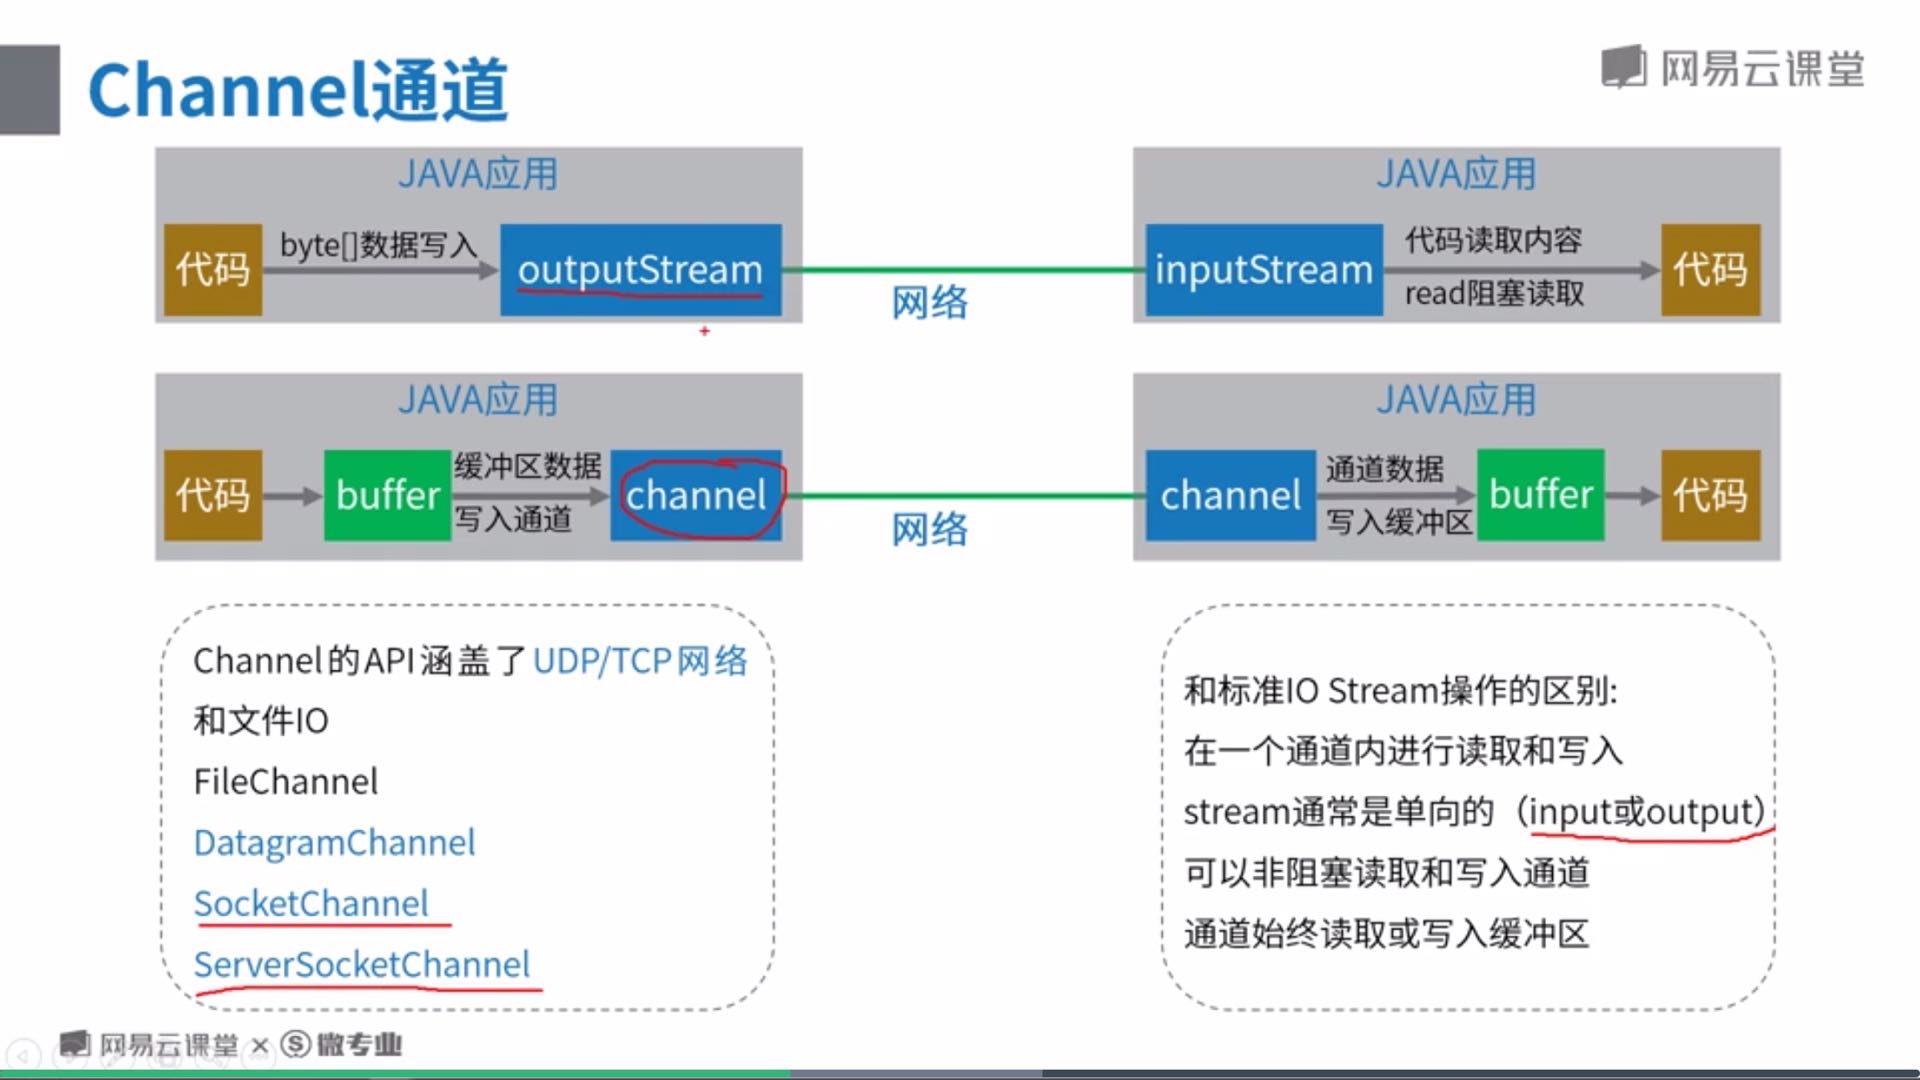 Channel通道
网易云课堂
JAVA应用
代码
byte[]数据写入
outputStream
网络
JAVA应用
inputStream
代码读取内容
read阻塞读取
代码
JAVA应用
代码
buffer
缓冲区数据
写入通道
channel
网络
JAVA应用
channel
通道数据
写入缓冲区
buffer
代码
Channel的API涵盖了UDP/TCP网络
和文件IO
FileChannel
DatagramChannel
SocketChannel
ServerSocketChannel
和标准IO Stream操作的区别:
在一个通道内进行读取和写入
stream通常是单向的（input或output）
可以非阻塞读取和写入通道
通道始终读取或写入缓冲区
网易云课堂 × S 微专业